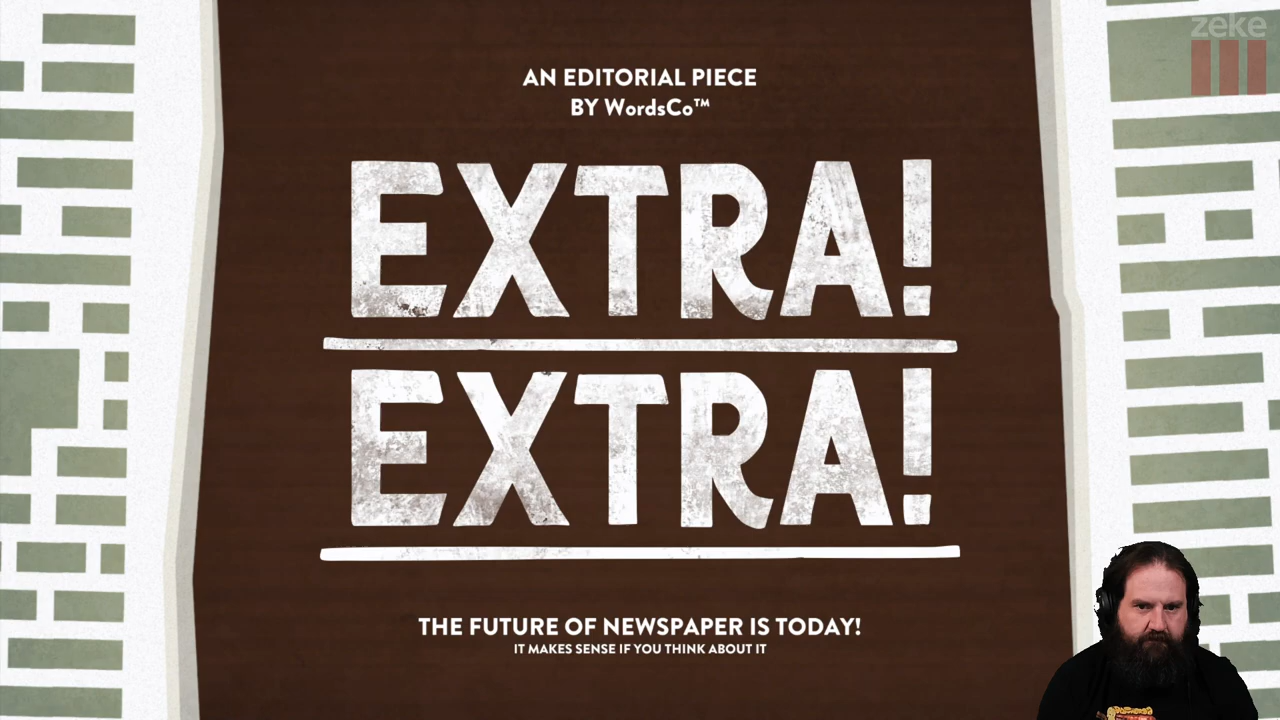 zeke
AN EDITORIAL PIECE
BY WordsCo™
EXTRA!
EXTRA!
THE FUTURE OF NEWSPAPER IS TODAY!
IT MAKES SENSE IF YOU THINK ABOUT IT